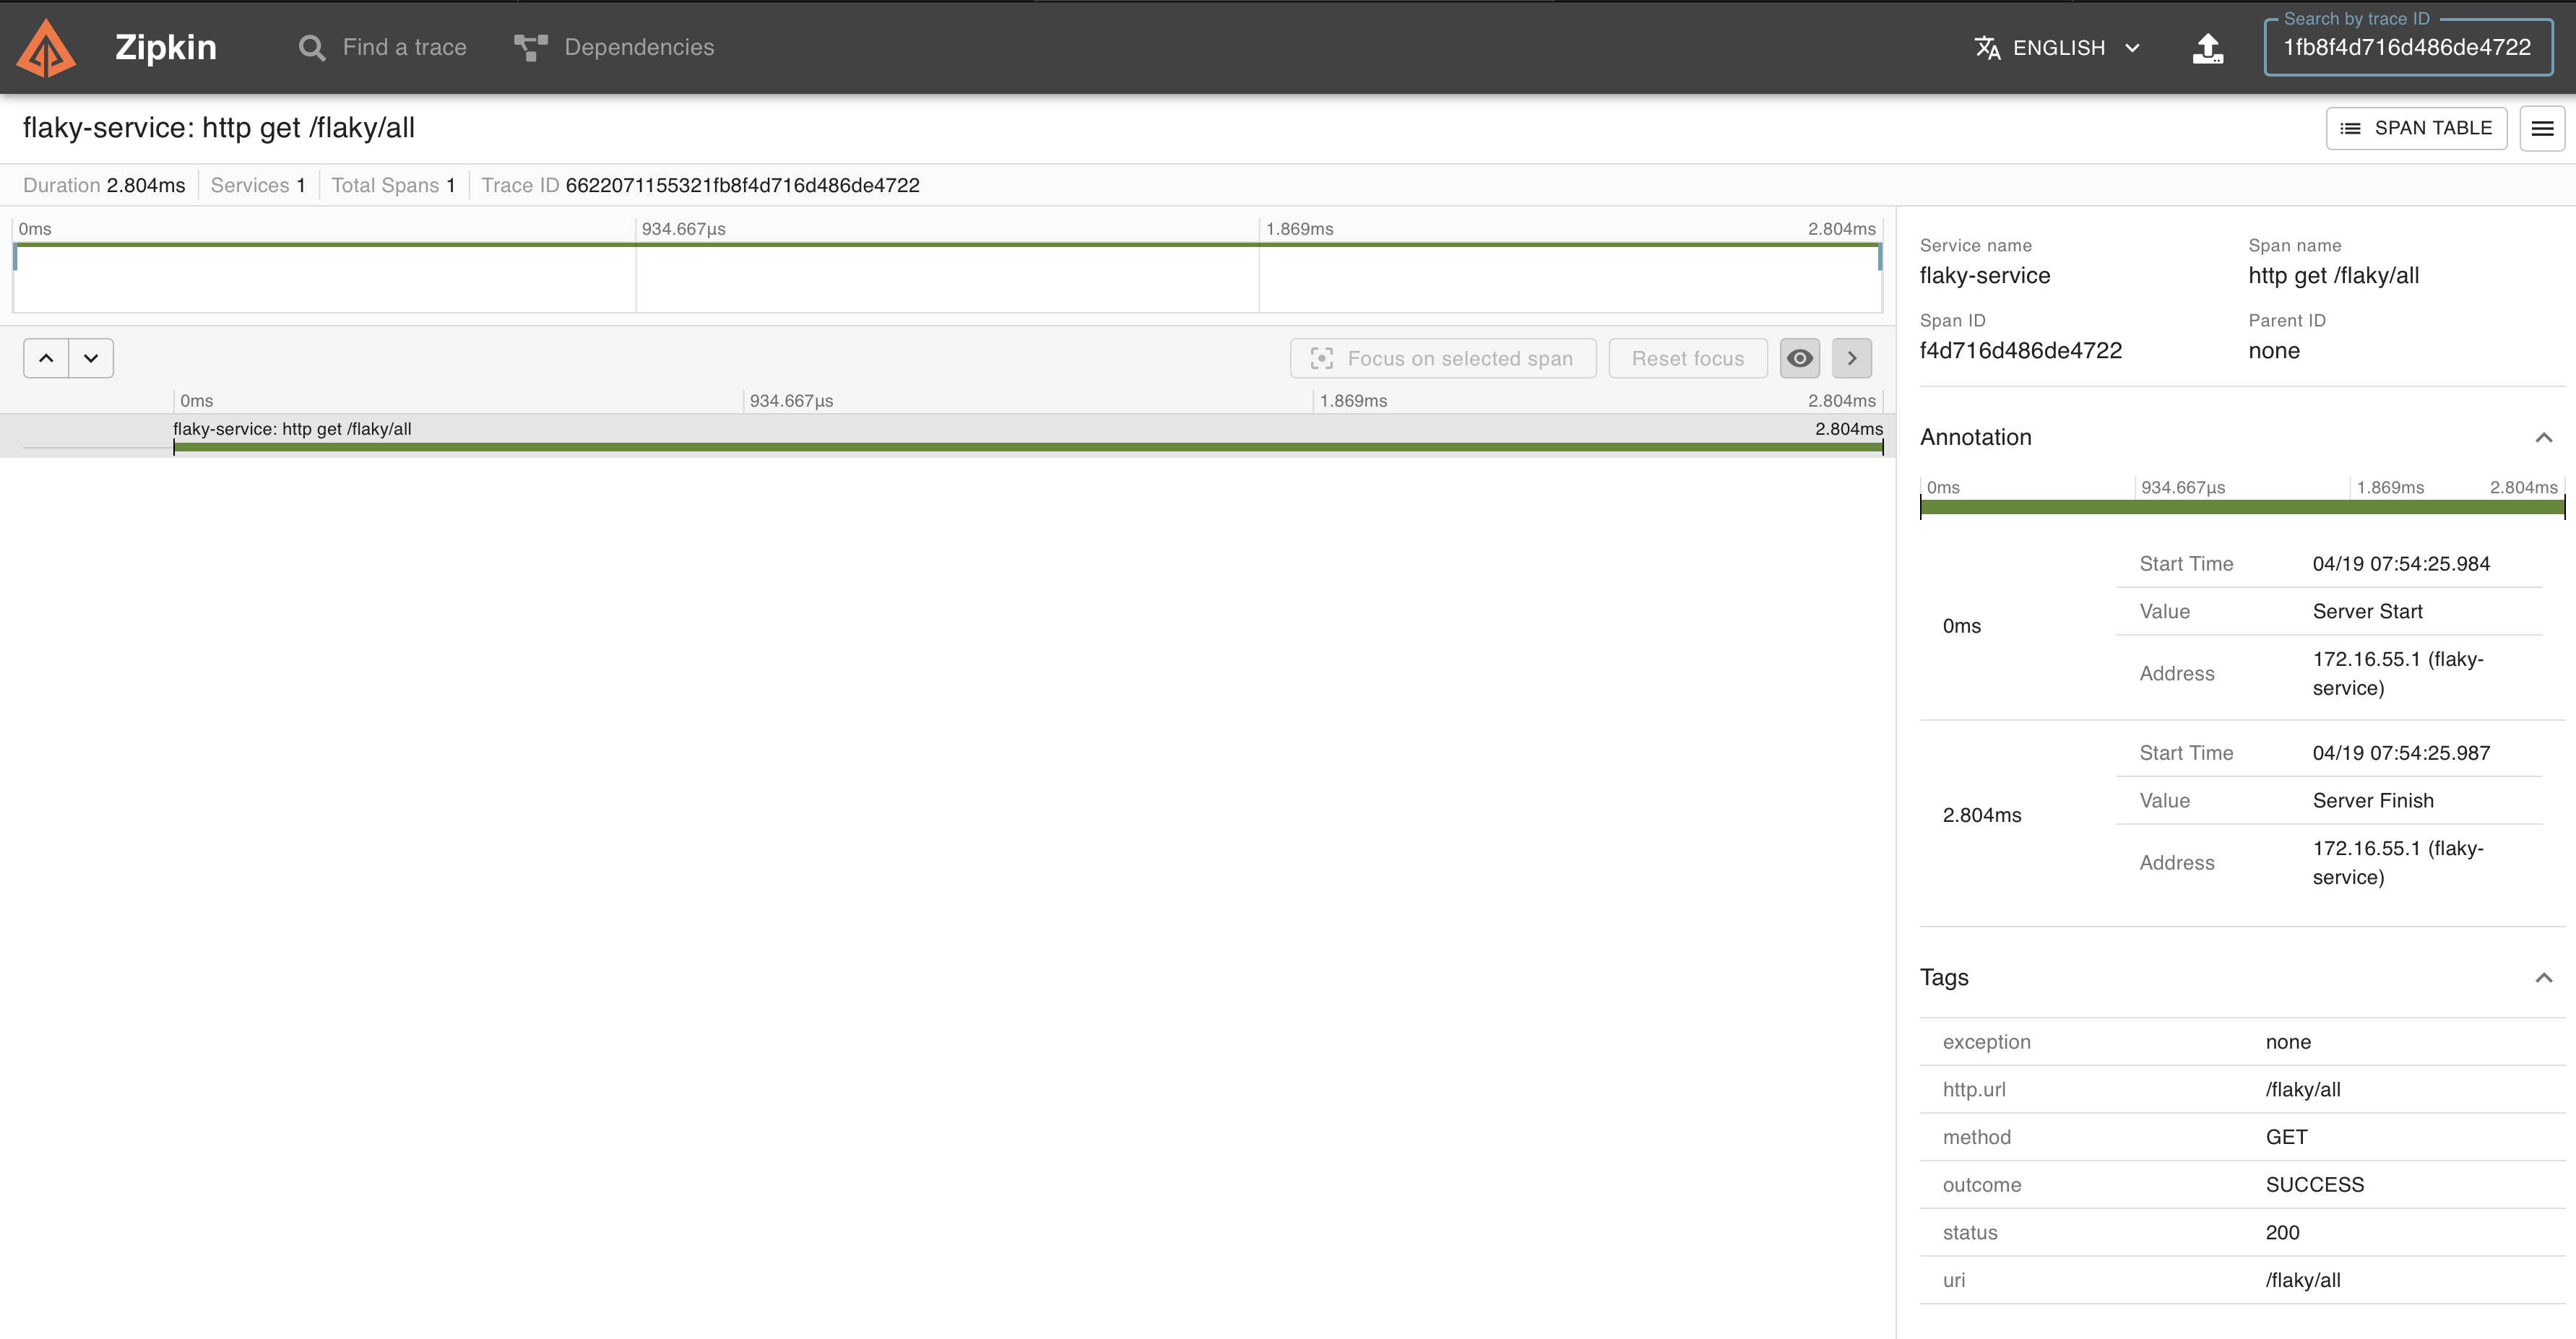 Zipkin
Find a trace
Dependencies
ENGLISH
Search by trace ID
1fb8f4d716d486de4722
flaky-service: http get /flaky/all
SPAN TABLE
Duration 2.804ms
Services 1
Total Spans 1
Trace ID 6622071155321fb8f4d716d486de4722
0ms 934.667μs 1.869ms 2.804ms
Focus on selected span
Reset focus
0ms 934.667μs 1.869ms 2.804ms
flaky-service: http get /flaky/all 2.804ms
Service name
flaky-service
Span name
http get /flaky/all
Span ID
f4d716d486de4722
Parent ID
none
Annotation
0ms 934.667μs 1.869ms 2.804ms
0ms
Start Time 04/19 07:54:25.984
Value Server Start
Address 172.16.55.1 (flaky-
service)
2.804ms
Start Time 04/19 07:54:25.987
Value Server Finish
Address 172.16.55.1 (flaky-
service)
Tags
exception none
http.url /flaky/all
method GET
outcome SUCCESS
status 200
uri /flaky/all